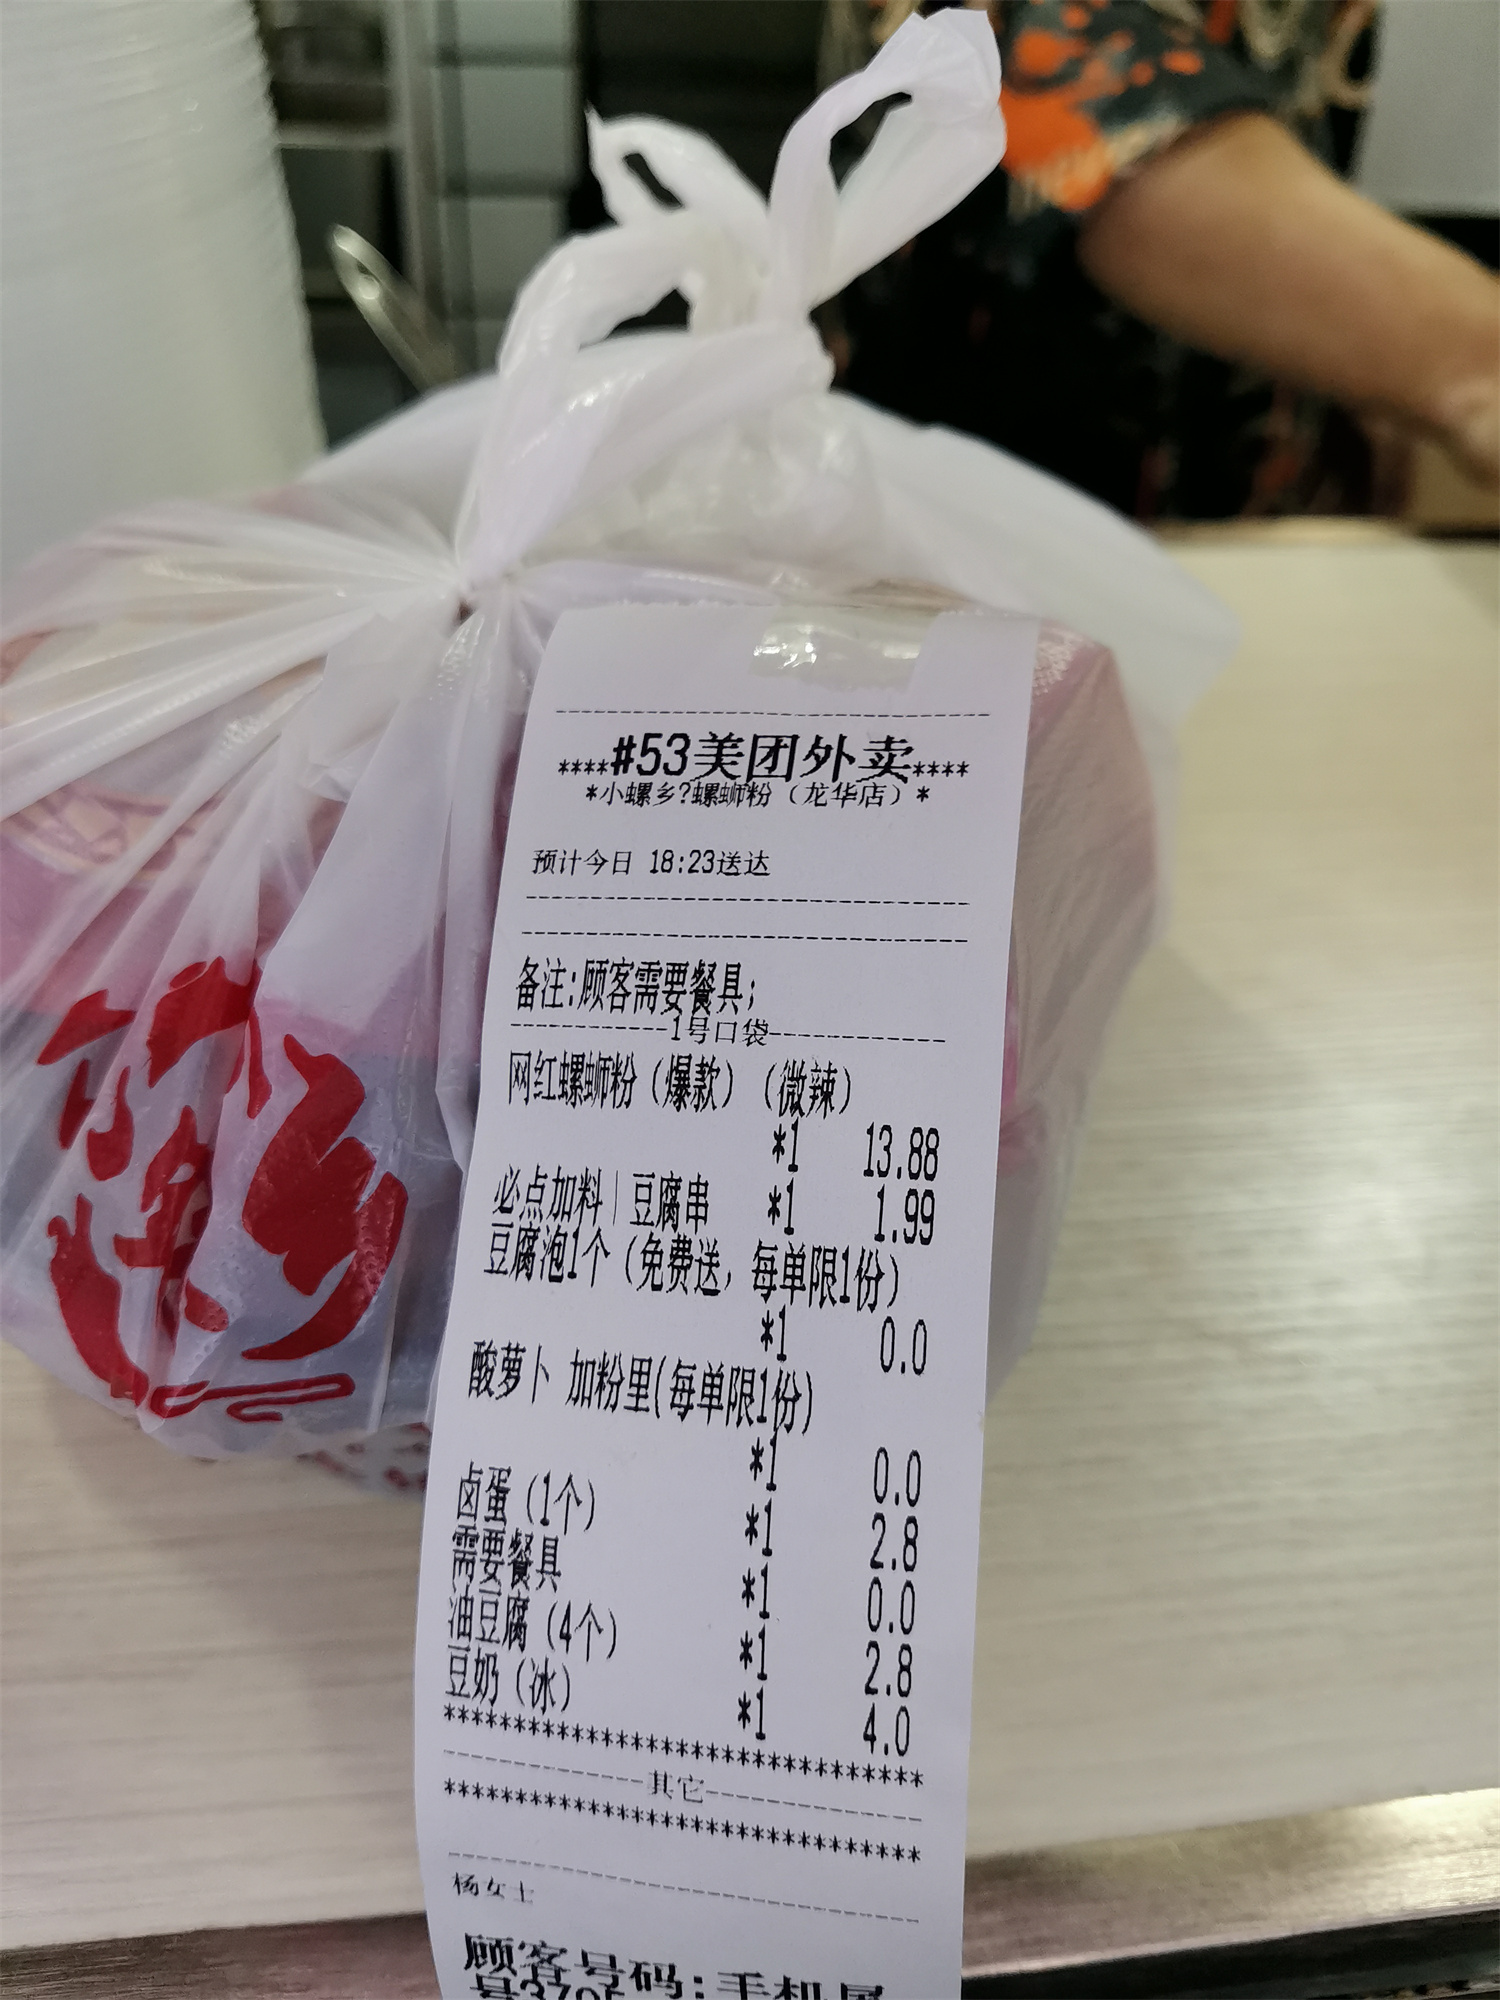 ****#53美团外卖****
*小螺乡?螺蛳粉（龙华店）*
预计今日 18:23送达
备注:顾客需要餐具;
------------1号口袋-------------
网红螺蛳粉（爆款）（微辣）
*1 13.88
必点加料|豆腐串 *1 1.99
豆腐泡1个（免费送，每单限1份）
*1 0.0
酸萝卜 加粉里(每单限1份)
*1 0.0
卤蛋（1个） *1 2.8
需要餐具 *1 0.0
油豆腐（4个） *1 2.8
豆奶（冰） *1 4.0
********************************
---------------其它----------------
********************************
杨女士
顾客号码:手机尾
号